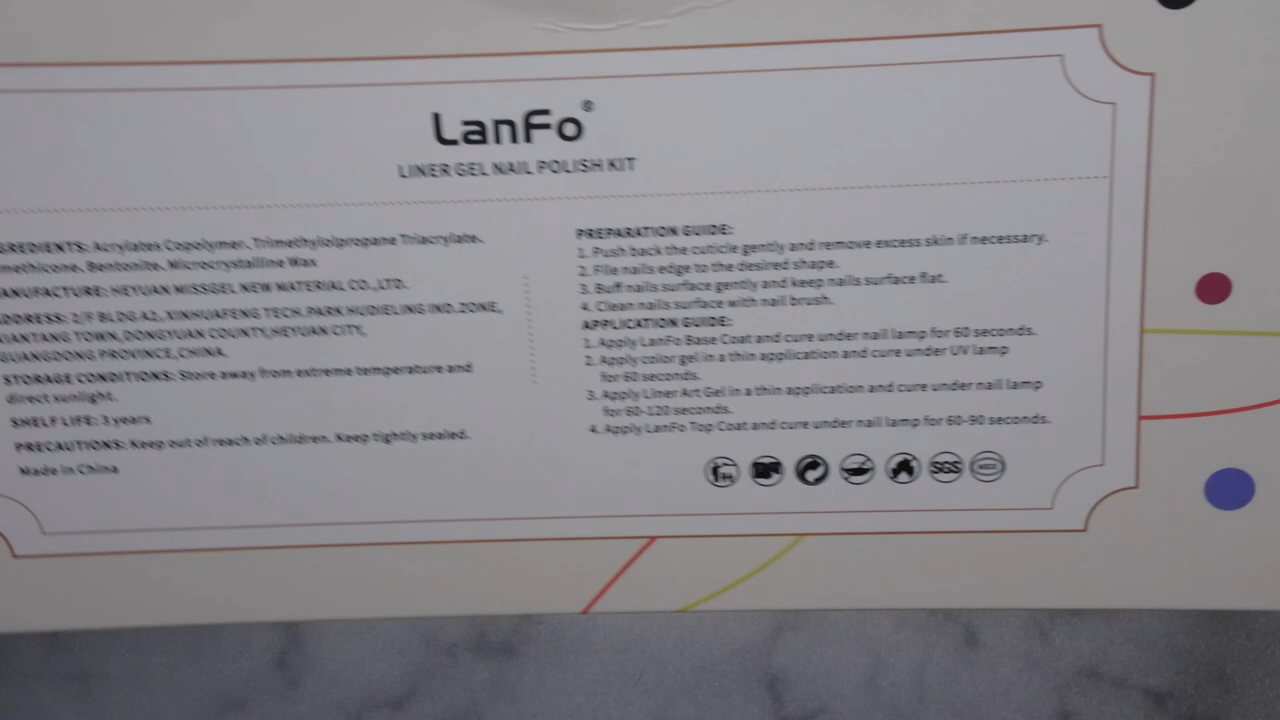 LanFo®
LINER GEL NAIL POLISH KIT
GREDIENTS: Acrylates Copolymer, Trimethylolpropane Triacrylate,
methicone, Bentonite, Microcrystalline Wax
ANUFACTURE: HEYUAN MISSGEL NEW MATERIAL CO.,LTD.
DDRESS: 2/F BLDG A2, XINHUAFENG TECH.PARK HUDIELING IND.ZONE,
XIANTANG TOWN,DONGYUAN COUNTY,HEYUAN CITY,
GUANGDONG PROVINCE,CHINA.
STORAGE CONDITIONS: Store away from extreme temperature and
direct sunlight.
SHELF LIFE: 3 years
PRECAUTIONS: Keep out of reach of children. Keep tightly sealed.
Made in China
PREPARATION GUIDE:
1. Push back the cuticle gently and remove excess skin if necessary.
2. File nails edge to the desired shape.
3. Buff nails surface gently and keep nails surface flat.
4. Clean nails surface with nail brush.
APPLICATION GUIDE:
1. Apply LanFo Base Coat and cure under nail lamp for 60 seconds.
2. Apply color gel in a thin application and cure under UV lamp
for 60 seconds.
3. Apply Liner Art Gel in a thin application and cure under nail lamp
for 60-120 seconds.
4. Apply LanFo Top Coat and cure under nail lamp for 60-90 seconds.
SGS